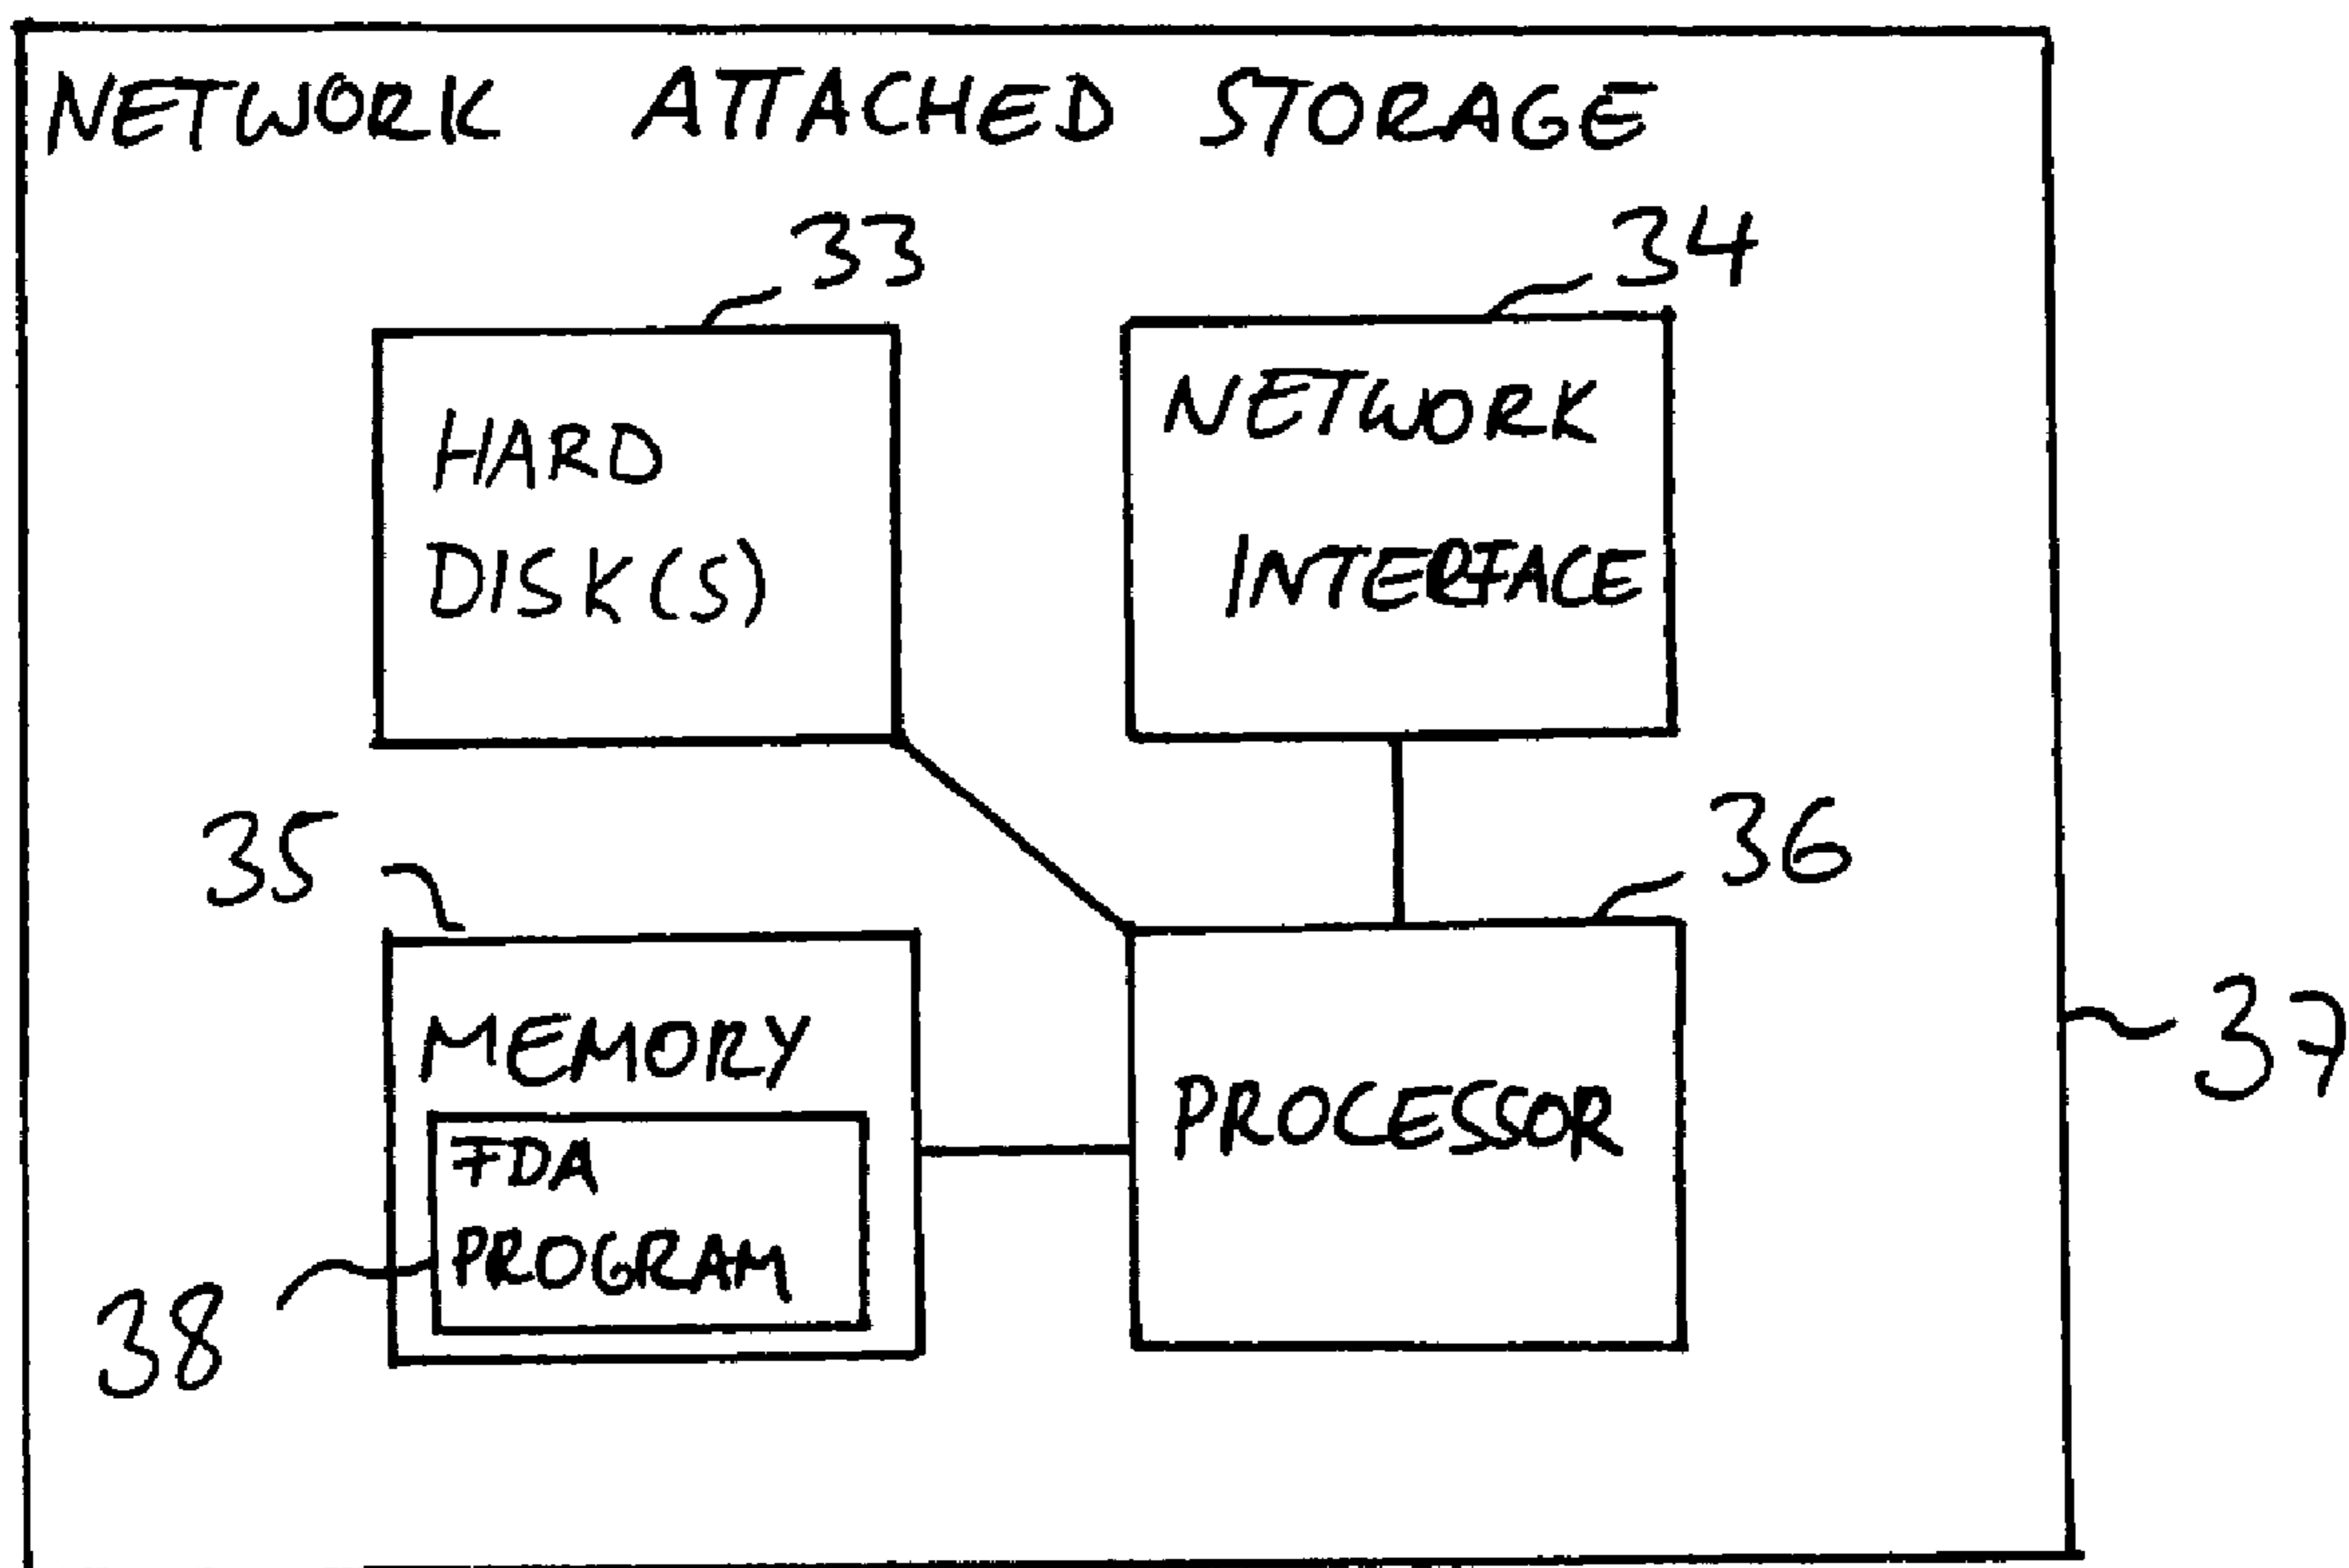 NETWORK ATTACHED STORAGE
33
34
HARD
DISK(S)
NETWORK
INTERFACE
35
36
MEMORY
FDA
PROGRAM
PROCESSOR
37
38